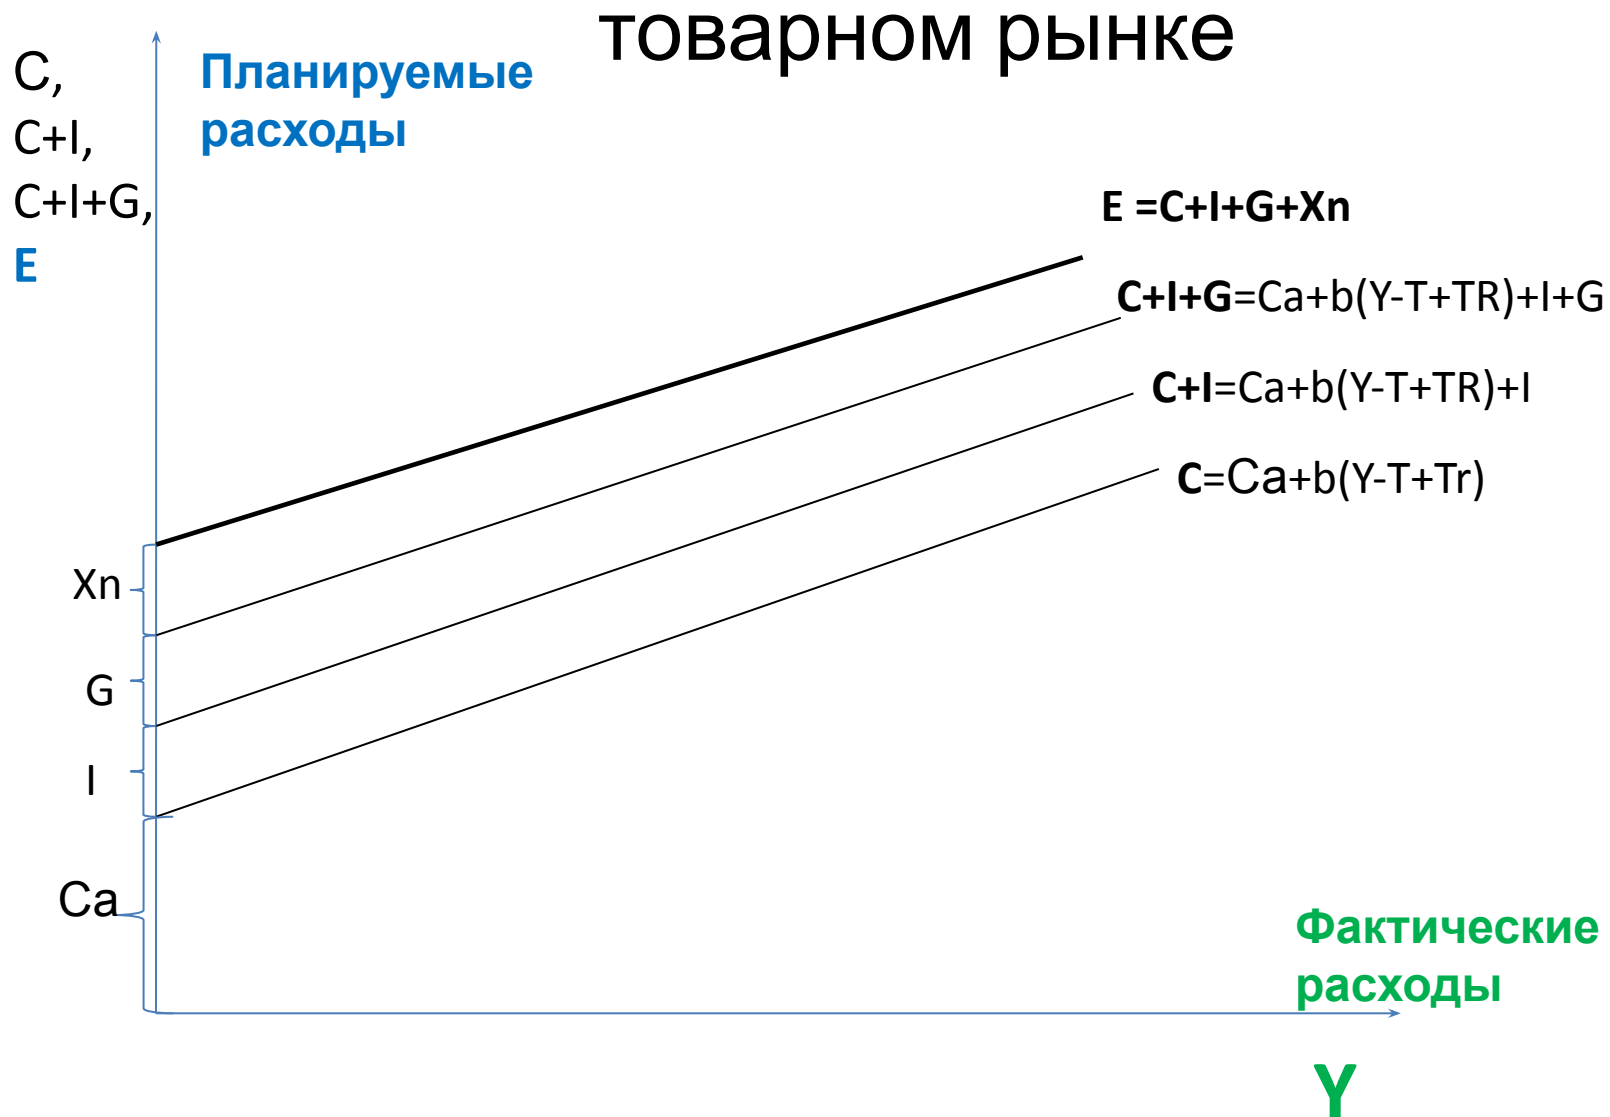 товарном рынке
C,
C+I,
C+I+G,
E
Планируемые
расходы
E =C+I+G+Xn
C+I+G=Ca+b(Y-T+TR)+I+G
C+I=Ca+b(Y-T+TR)+I
C=Ca+b(Y-T+Tr)
Xn
G
I
Ca
Фактические
расходы
Y